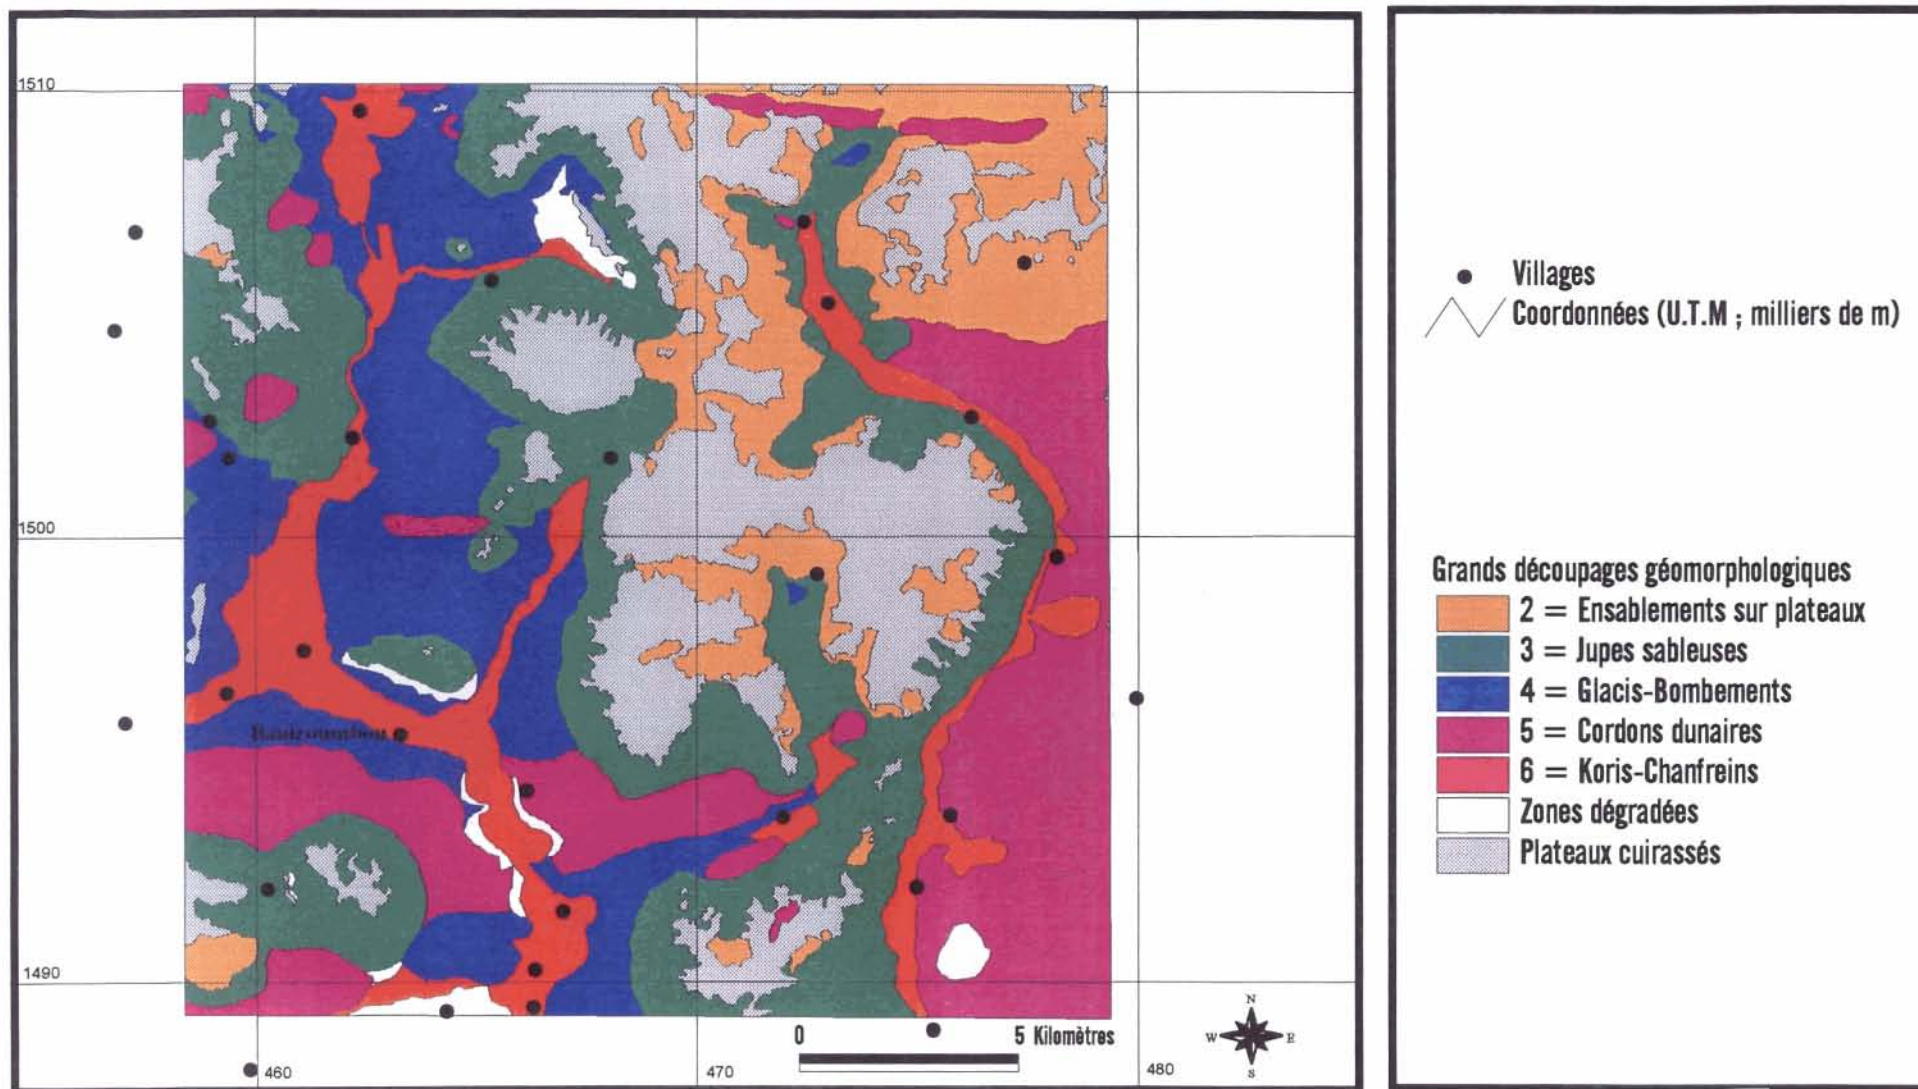 1510
1500
1490
460
470
480
0
5 Kilomètres
N
W
E
S
Villages
Coordonnées (U.T.M ; milliers de m)
Grands découpages géomorphologiques
2 = Ensablements sur plateaux
3 = Jupes sableuses
4 = Glacis-Bombements
5 = Cordons dunaires
6 = Koris-Chanfreins
Zones dégradées
Plateaux cuirassés